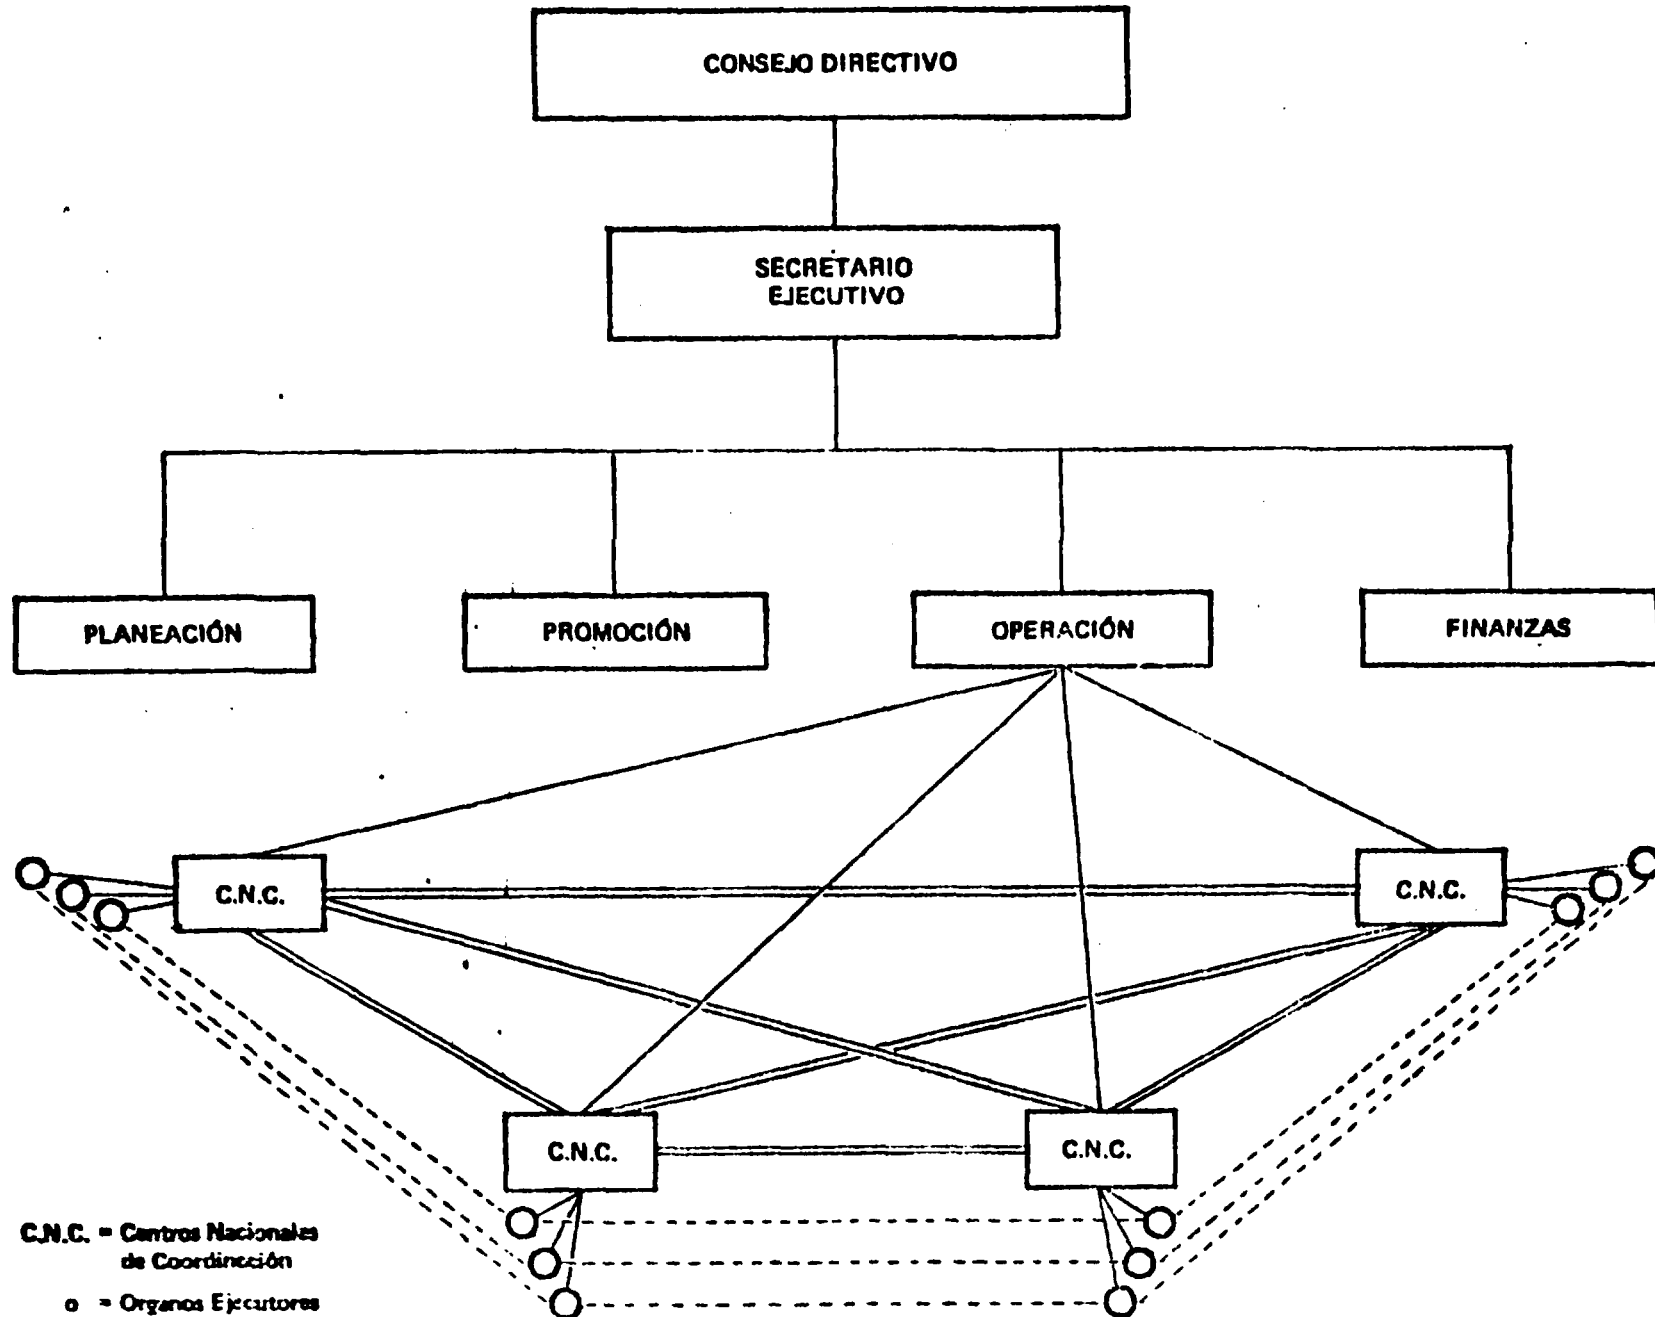 CONSEJO DIRECTIVO
SECRETARIO
EJECUTIVO
PLANEACIÓN
PROMOCIÓN
OPERACIÓN
FINANZAS
C.N.C.
C.N.C.
C.N.C.
C.N.C.
C.N.C. = Centros Nacionales
de Coordinación
o = Organos Ejecutores